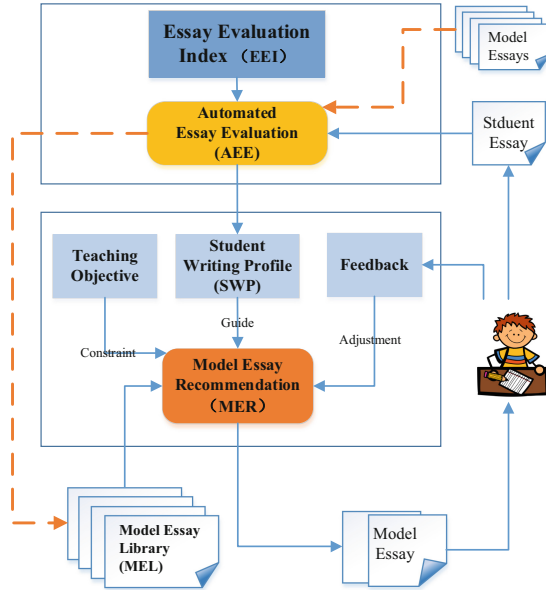 Essay Evaluation
Index （EEI）
Model
Essays
Automated
Essay Evaluation
(AEE)
Stduent
Essay
Teaching
Objective
Student
Writing Profile
(SWP)
Feedback
Constraint
Guide
Adjustment
Model Essay
Recommendation
（MER）
Model Essay
Library
(MEL)
Model
Essay